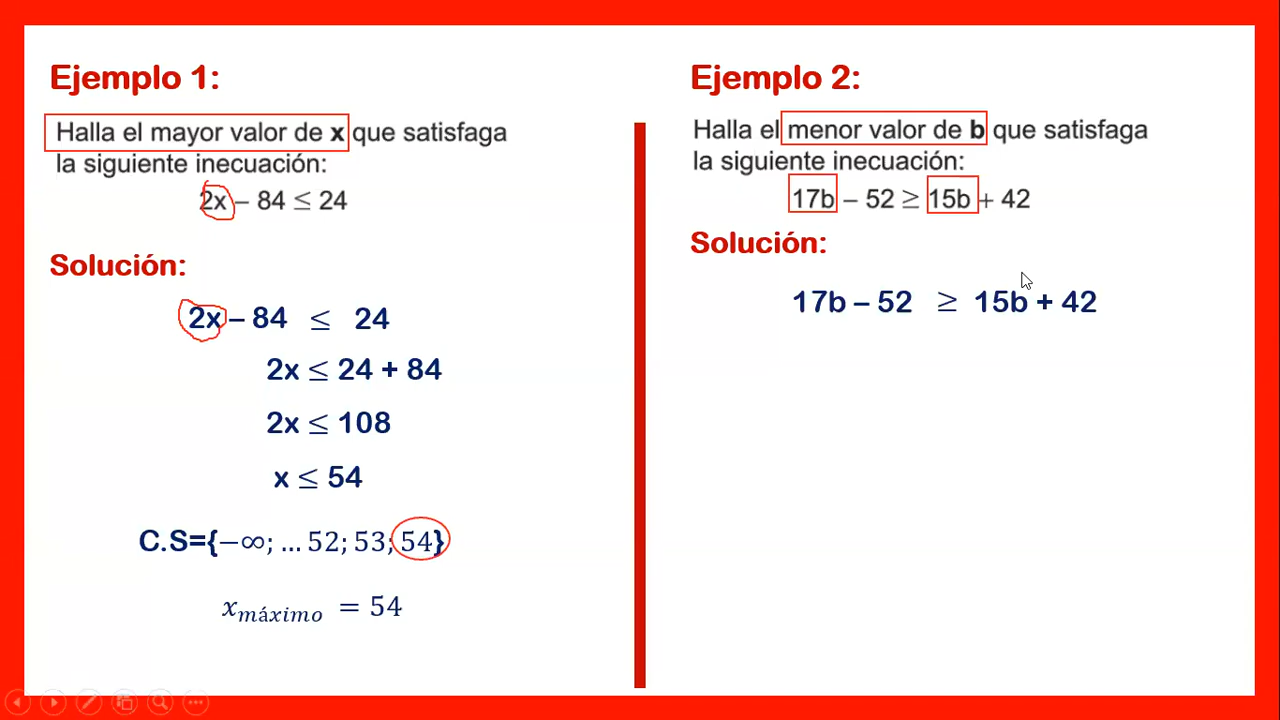 Ejemplo 1:
Halla el mayor valor de x que satisfaga
la siguiente inecuación:
2x – 84 ≤ 24
Solución:
2x – 84 ≤ 24
2x ≤ 24 + 84
2x ≤ 108
x ≤ 54
C.S={−∞; ... 52; 53; 54}
x máximo = 54
Ejemplo 2:
Halla el menor valor de b que satisfaga
la siguiente inecuación:
17b – 52 ≥ 15b + 42
Solución:
17b – 52 ≥ 15b + 42